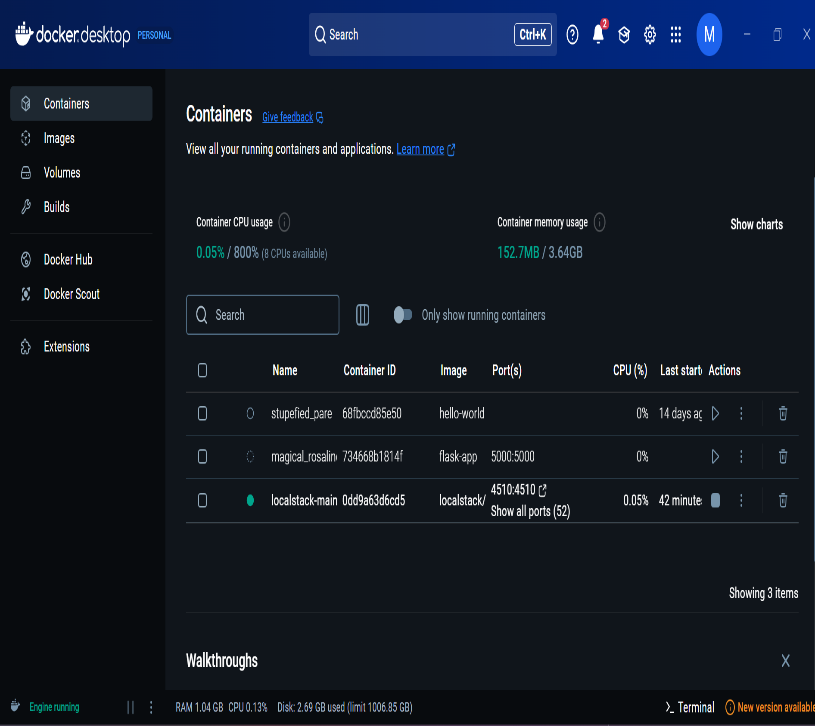 docker.desktop PERSONAL Search Ctrl+K 2 M
Containers
Images
Volumes
Builds
Docker Hub
Docker Scout
Extensions
Containers Give feedback
View all your running containers and applications. Learn more
Container CPU usage
0.05% / 800% (8 CPUs available)
Container memory usage
152.7MB / 3.64GB
Show charts
Search
Only show running containers
Name Container ID Image Port(s) CPU (%) Last starte Actions
stupefied_pare 68fbccd85e50 hello-world 0% 14 days ag
magical_rosaline 734668b1814f flask-app 5000:5000 0%
localstack-main 0dd9a63d6cd5 localstack/ 4510:4510 0.05% 42 minutes
Show all ports (52)
Showing 3 items
Walkthroughs
Engine running RAM 1.04 GB CPU 0.13% Disk: 2.69 GB used (limit 1006.85 GB) Terminal New version available